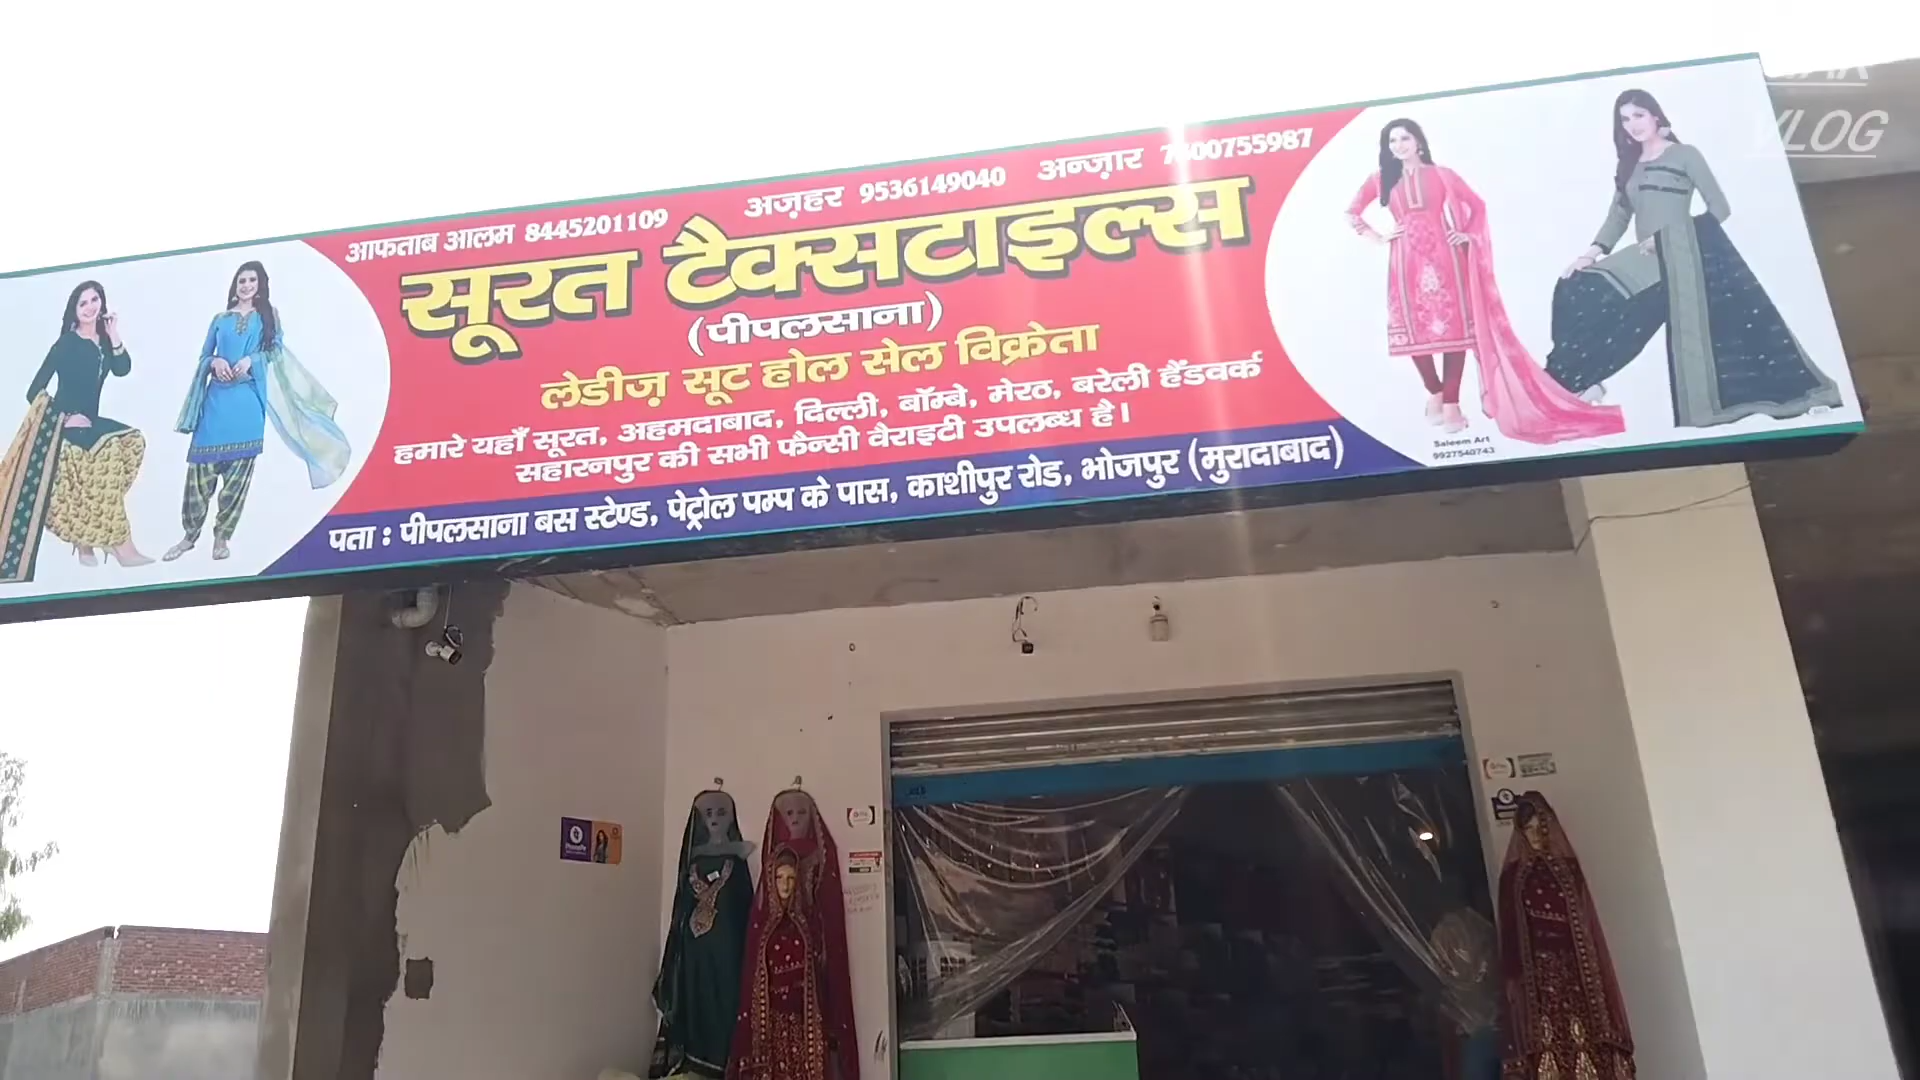 आफताब आलम 8445201109 अज़हर 9536149040 अन्ज़ार
सूरत टैक्सटाइल्स
(पीपलसाना)
लेडीज़ सूट होल सेल विक्रेता
हमारे यहाँ सूरत, अहमदाबाद, दिल्ली, बॉम्बे, मेरठ, बरेली हैंडवर्क
सहारनपुर की सभी फैन्सी वैराइटी उपलब्ध है।
पता : पीपलसाना बस स्टेण्ड, पेट्रोल पम्प के पास, काशीपुर रोड, भोजपुर (मुरादाबाद)
Saleem Art
9927540743
VLOG
PhonePe